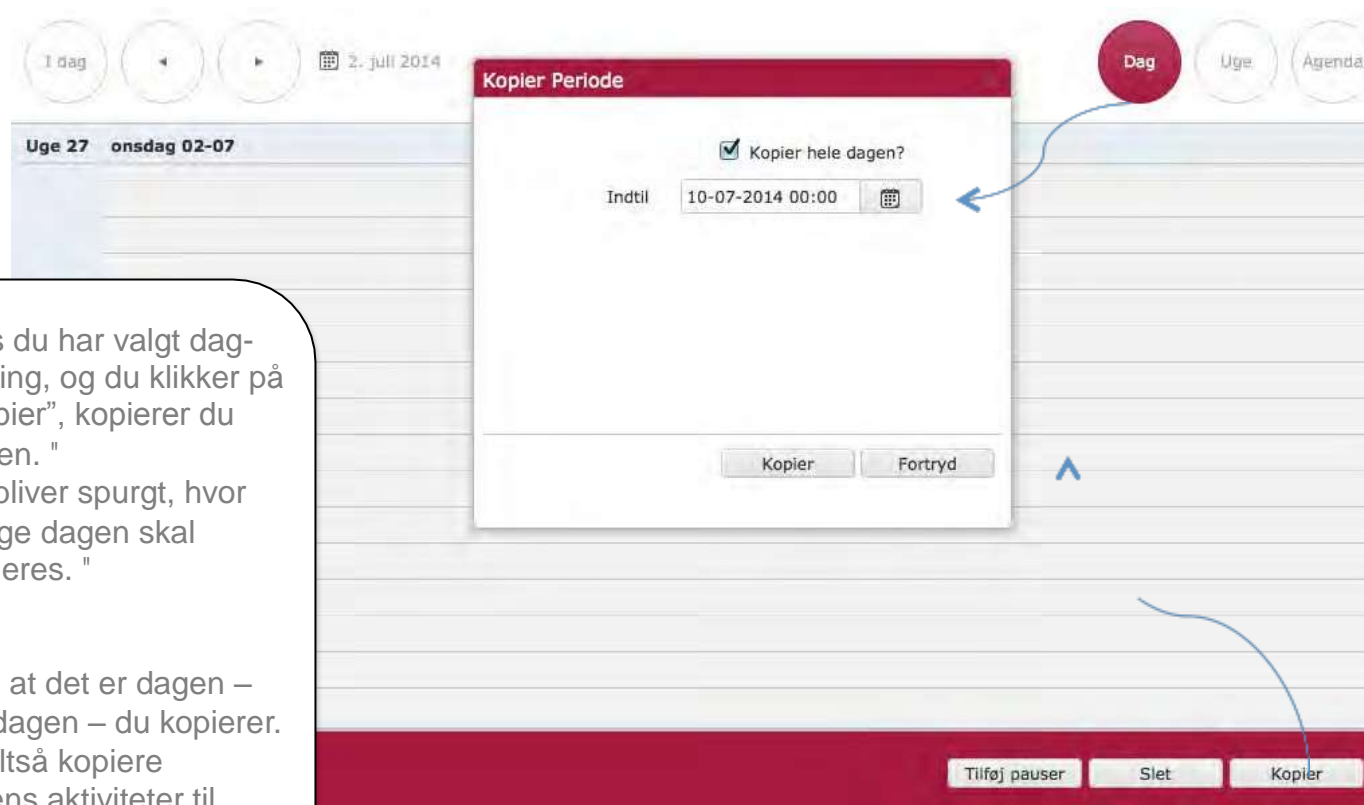 I dag
2. juli 2014
Dag
Uge
Agenda
Kopier Periode
Uge 27 onsdag 02-07
Kopier hele dagen?
Indtil 10-07-2014 00:00
Kopier Fortryd
du har valgt dag-
ing, og du klikker på
pier”, kopierer du
en. "
bliver spurgt, hvor
ge dagen skal
eres. "
at det er dagen –
dagen – du kopierer.
ltså kopiere
ens aktiviteter til
Tilføj pauser Slet Kopier